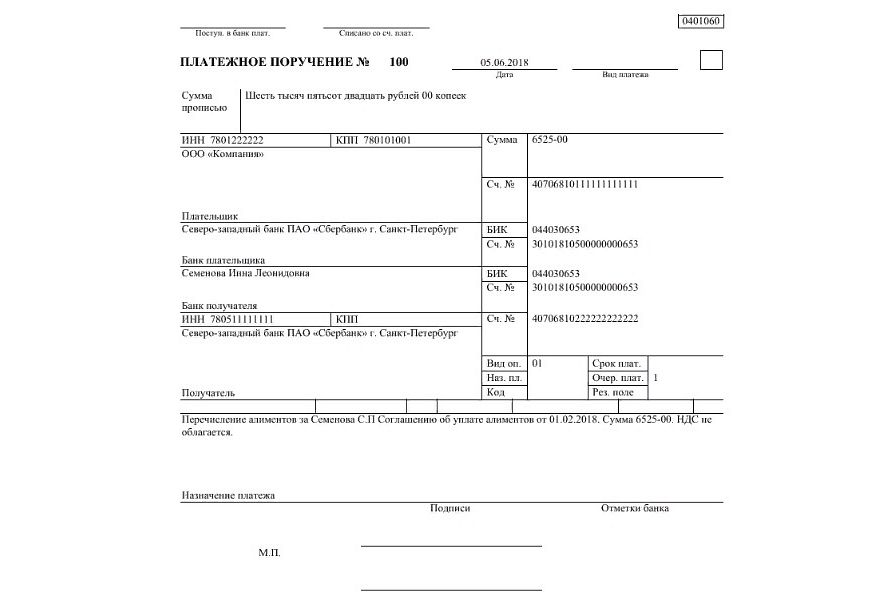 0401060
Поступ. в банк плат. Списано со сч. плат.
ПЛАТЕЖНОЕ ПОРУЧЕНИЕ № 100 05.06.2018
Дата Вид платежа
Сумма Шесть тысяч пятьсот двадцать рублей 00 копеек
прописью
ИНН 7801222222 КПП 780101001 Сумма 6525-00
ООО «Компания»
Сч. № 40706810111111111111
Плательщик
Северо-западный банк ПАО «Сбербанк» г. Санкт-Петербург БИК 044030653
Сч. № 30101810500000000653
Банк плательщика
Семенова Инна Леонидовна БИК 044030653
Сч. № 30101810500000000653
Банк получателя
ИНН 780511111111 КПП Сч. № 40706810222222222222
Северо-западный банк ПАО «Сбербанк» г. Санкт-Петербург
Вид оп. 01 Срок плат.
Наз. пл. Очер. плат. 1
Получатель Код Рез. поле
Перечисление алиментов за Семенова С.П Соглашению об уплате алиментов от 01.02.2018. Сумма 6525-00. НДС не
облагается.
Назначение платежа
Подписи Отметки банка
М.П.